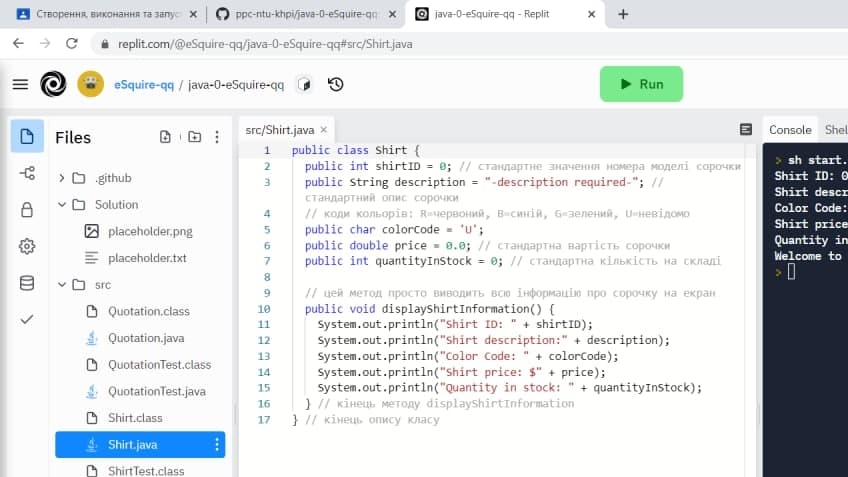 Створення, виконання та запус
ppc-ntu-khpi/java-0-eSquire-qq
java-0-eSquire-qq - Replit
replit.com/@eSquire-qq/java-0-eSquire-qq#src/Shirt.java
eSquire-qq / java-0-eSquire-qq
Run
Files
.github
Solution
placeholder.png
placeholder.txt
src
Quotation.class
Quotation.java
QuotationTest.class
QuotationTest.java
Shirt.class
Shirt.java
ShirtTest.class
src/Shirt.java
1 public class Shirt {
2 public int shirtID = 0; // стандартне значення номера моделі сорочки
3 public String description = "-description required-"; //
стандартний опис сорочки
4 // коди кольорів: R=червоний, B=синій, G=зелений, U=невідомо
5 public char colorCode = 'U';
6 public double price = 0.0; // стандартна вартість сорочки
7 public int quantityInStock = 0; // стандартна кількість на складі
8
9 // цей метод просто виводить всю інформацію про сорочку на екран
10 public void displayShirtInformation() {
11 System.out.println("Shirt ID: " + shirtID);
12 System.out.println("Shirt description:" + description);
13 System.out.println("Color Code: " + colorCode);
14 System.out.println("Shirt price: $" + price);
15 System.out.println("Quantity in stock: " + quantityInStock);
16 } // кінець методу displayShirtInformation
17 } // кінець опису класу
Console Shel
> sh start.
Shirt ID: 0
Shirt descr
Color Code:
Shirt price
Quantity in
Welcome to
>